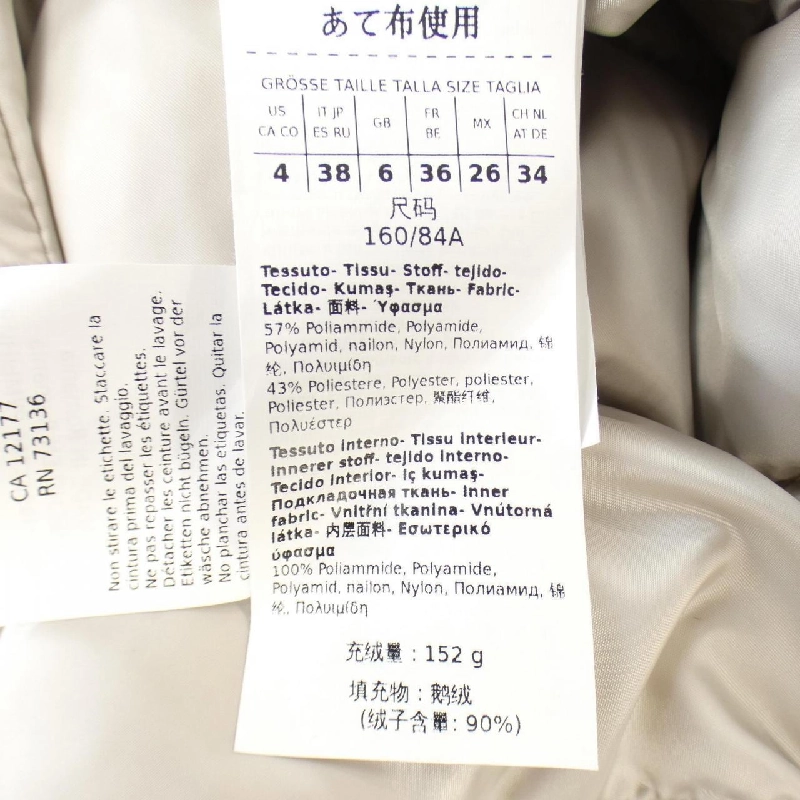 あて布使用
GRÖSSE TAILLE TALLA SIZE TAGLIA
US CA CO
IT JP ES RU
GB
FR BE
MX
CH NL AT DE
4 38 6 36 26 34
尺码
160/84A
Tessuto- Tissu- Stoff- tejido-
Tecido- Kumaş- Ткань- Fabric-
Látka- 面料- Ύφασμα
57% Poliammide, Polyamide,
Polyamid, nailon, Nylon, Полиамид, 锦
纶, Πολυιμίδη
43% Poliestere, Polyester, poliester,
Poliester, Полиэстер, 聚酯纤维,
Πολυέστερ
Tessuto interno- Tissu interieur-
Innerer stoff- tejido interno-
Tecido interior- iç kumaş-
Подкладочная ткань- Inner
fabric- Vnitřní tkanina- Vnútorná
látka- 内层面料- Εσωτερικό
ύφασμα
100% Poliammide, Polyamide,
Polyamid, nailon, Nylon, Полиамид, 锦
纶, Πολυιμίδη
充绒量 : 152 g
填充物 : 鹅绒
(绒子含量: 90%)
CA 12177
RN 73136
Non stirare le etichette. Staccare la
cintura prima del lavaggio.
Ne pas repasser les étiquettes.
Détacher les ceinture avant le lavage.
Etiketten nicht bügeln. Gürtel vor der
wäsche abnehmen.
No planchar las etiquetas. Quitar la
cintura antes de lavar.